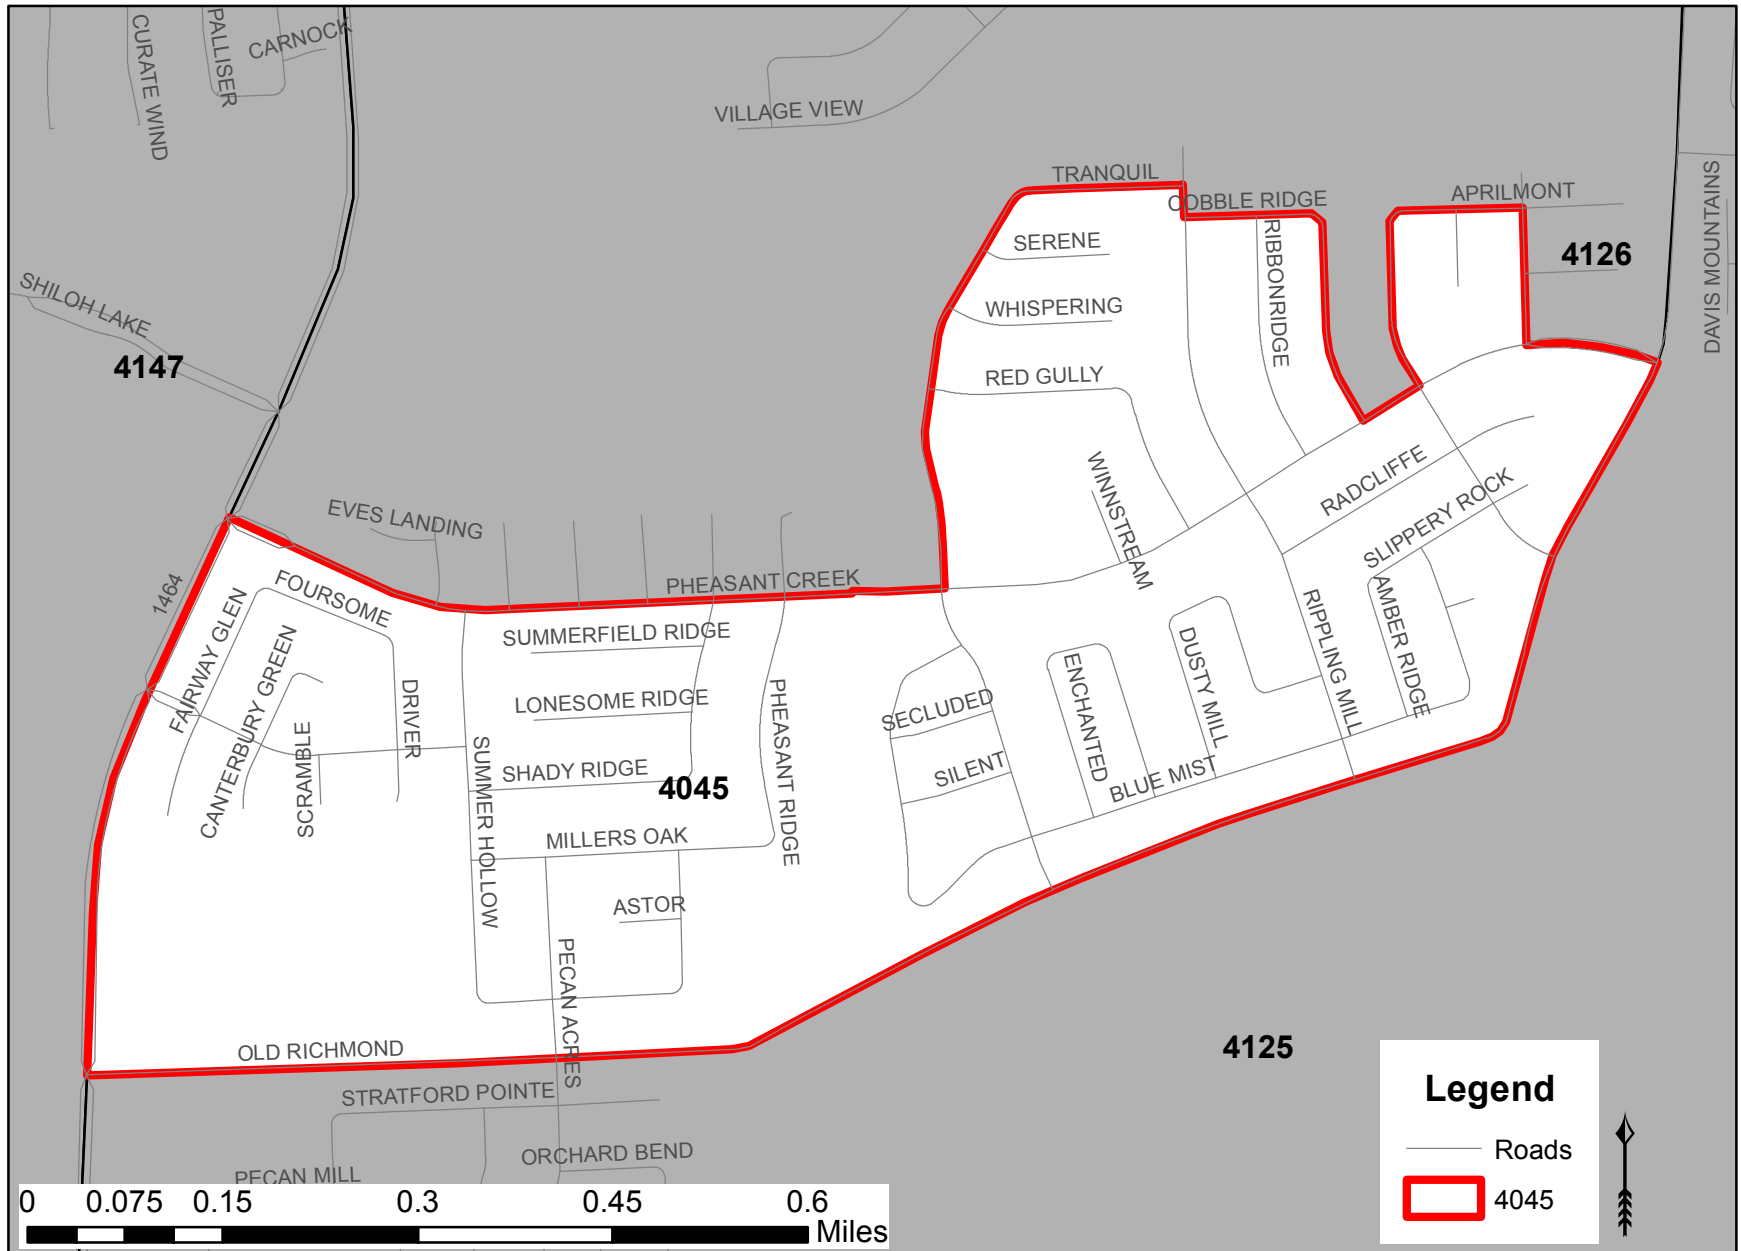 CURATE WIND
PALLISER
CARNOCK
VILLAGE VIEW
TRANQUIL
COBBLE RIDGE
APRILMONT
DAVIS MOUNTAINS
SERENE
RIBBONRIDGE
4126
SHILOH LAKE
WHISPERING
4147
RED GULLY
WINNSTREAM
RADCLIFFE
SLIPPERY ROCK
EVES LANDING
PHEASANT CREEK
1464
FOURSOME
FAIRWAY GLEN
CANTERBURY GREEN
SUMMERFIELD RIDGE
AMBER RIDGE
RIPPLING MILL
DUSTY MILL
ENCHANTED
DRIVER
LONESOME RIDGE
PHEASANT RIDGE
SECLUDED
SCRAMBLE
SUMMER HOLLOW
SHADY RIDGE
4045
SILENT
BLUE MIST
MILLERS OAK
ASTOR
PECAN ACRES
OLD RICHMOND
4125
STRATFORD POINTE
ORCHARD BEND
PECAN MILL
Legend
Roads
4045
0 0.075 0.15 0.3 0.45 0.6
Miles